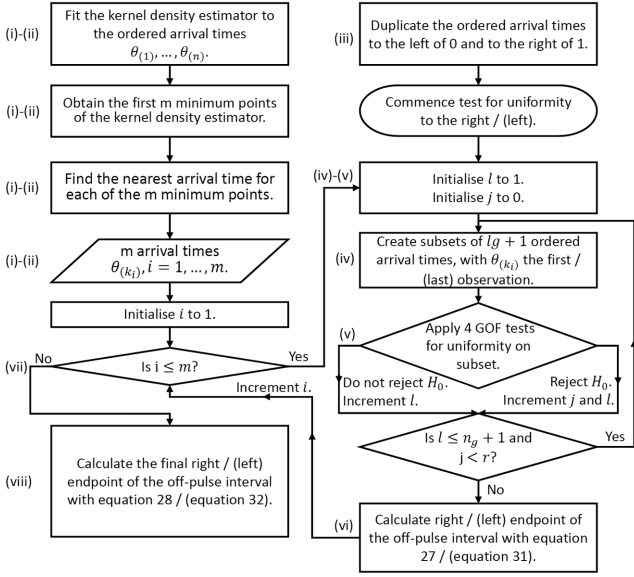 (i)-(ii)
Fit the kernel density estimator to
the ordered arrival times
θ₍₁₎, …, θ₍ₙ₎.
(i)-(ii)
Obtain the first m minimum points
of the kernel density estimator.
(i)-(ii)
Find the nearest arrival time for
each of the m minimum points.
(i)-(ii)
m arrival times
θ_(k_i), i = 1, …, m.
Initialise i to 1.
(vii)
No
Is i ≤ m?
Yes
Increment i.
(viii)
Calculate the final right / (left)
endpoint of the off-pulse interval
with equation 28 / (equation 32).
(iii)
Duplicate the ordered arrival times
to the left of 0 and to the right of 1.
Commence test for uniformity
to the right / (left).
(iv)-(v)
Initialise l to 1.
Initialise j to 0.
(iv)
Create subsets of lg + 1 ordered
arrival times, with θ_(k_i) the first /
(last) observation.
(v)
Apply 4 GOF tests
for uniformity on
subset.
Do not reject H₀.
Increment l.
Reject H₀.
Increment j and l.
Is l ≤ n_g + 1 and
j < r?
Yes
No
(vi)
Calculate right / (left) endpoint of
the off-pulse interval with equation
27 / (equation 31).